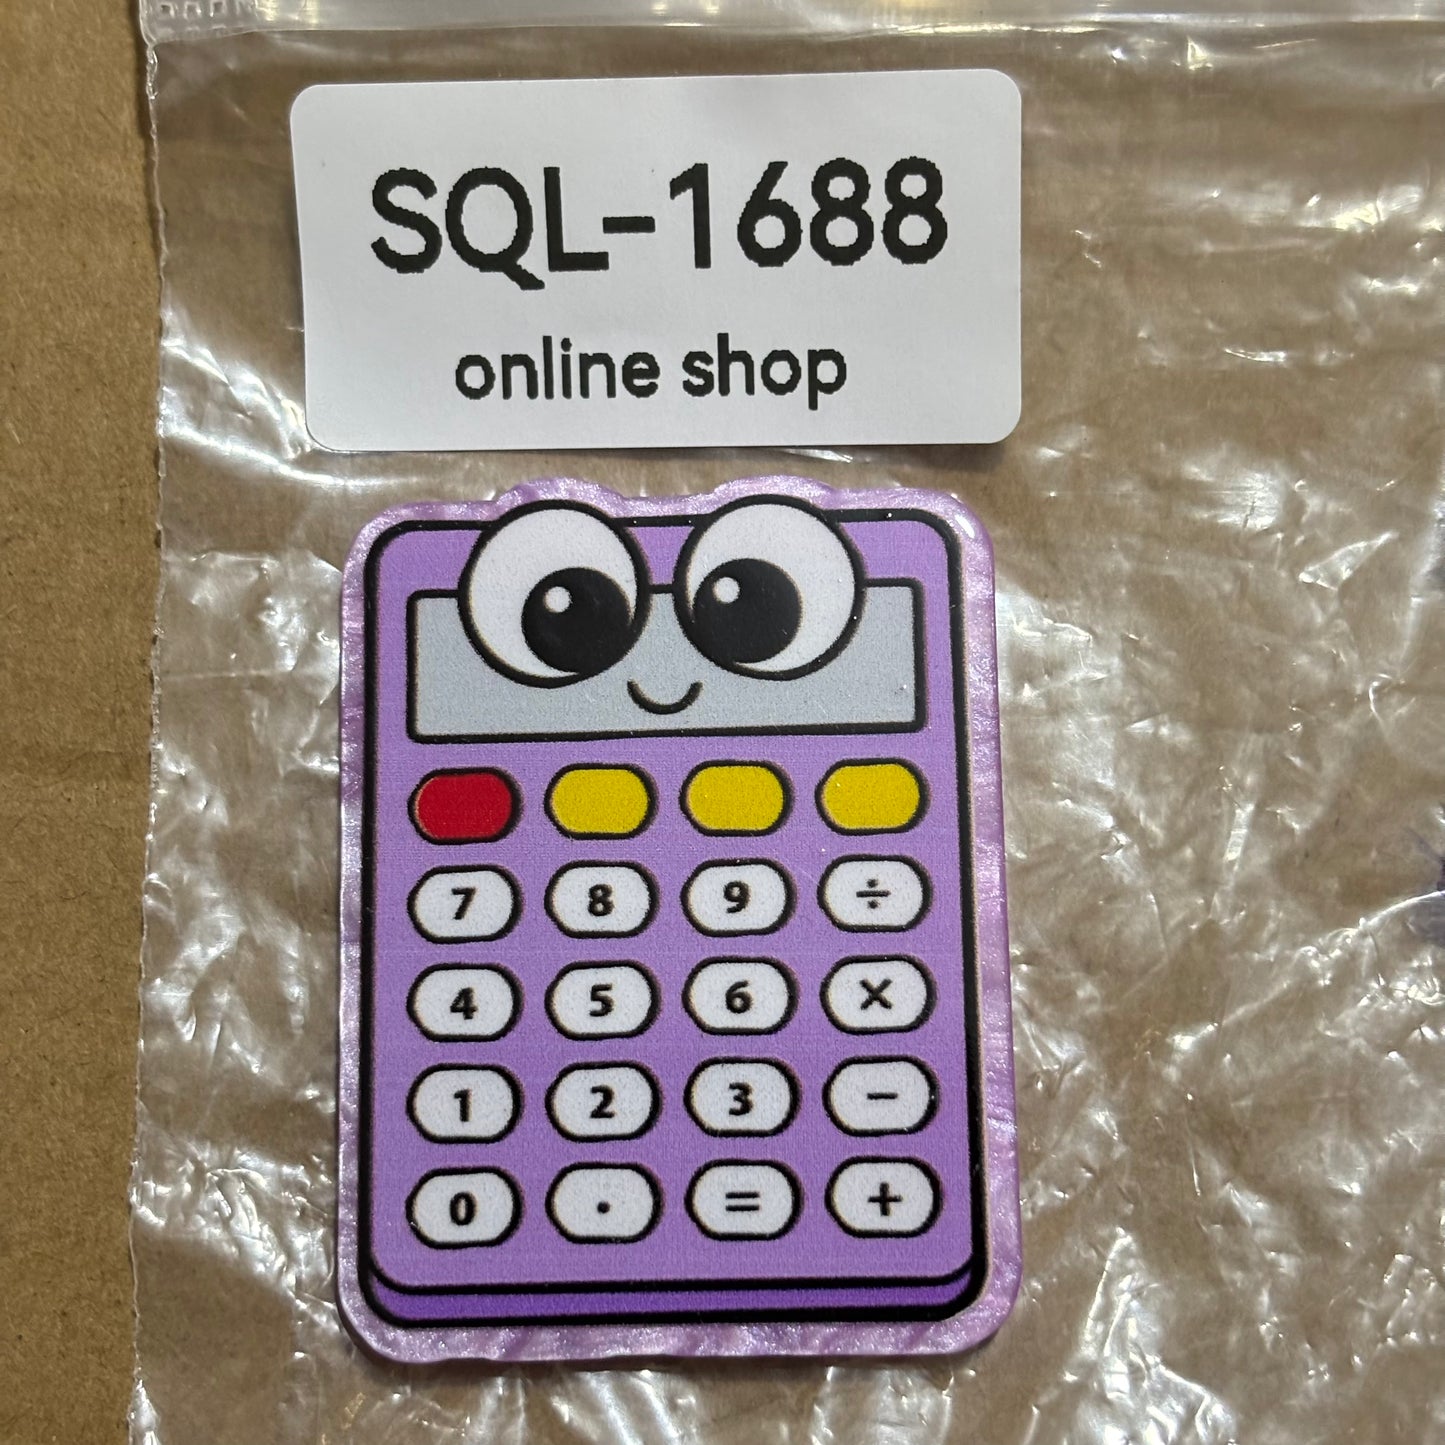 SQL-1688
online shop
7 8 9 ÷
4 5 6 ×
1 2 3 −
0 . = +